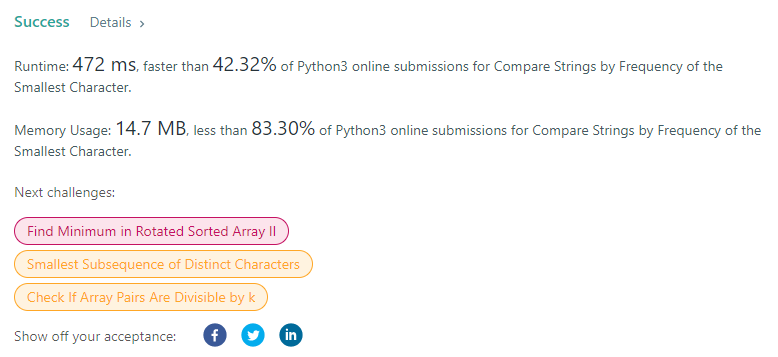 Success Details >
Runtime: 472 ms, faster than 42.32% of Python3 online submissions for Compare Strings by Frequency of the
Smallest Character.
Memory Usage: 14.7 MB, less than 83.30% of Python3 online submissions for Compare Strings by Frequency of the
Smallest Character.
Next challenges:
Find Minimum in Rotated Sorted Array II
Smallest Subsequence of Distinct Characters
Check If Array Pairs Are Divisible by k
Show off your acceptance: f in